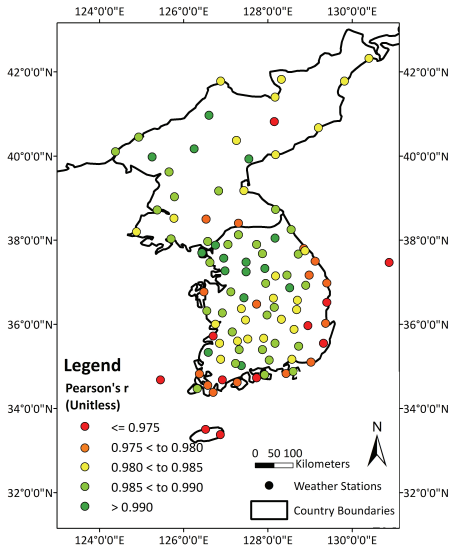 124°0'0"E 126°0'0"E 128°0'0"E 130°0'0"E
42°0'0"N 42°0'0"N
40°0'0"N 40°0'0"N
38°0'0"N 38°0'0"N
36°0'0"N 36°0'0"N
34°0'0"N 34°0'0"N
32°0'0"N 32°0'0"N
Legend
Pearson's r
(Unitless)
<= 0.975
0.975 < to 0.980
0.980 < to 0.985
0.985 < to 0.990
> 0.990
N
0 50 100
Kilometers
Weather Stations
Country Boundaries
124°0'0"E 126°0'0"E 128°0'0"E 130°0'0"E